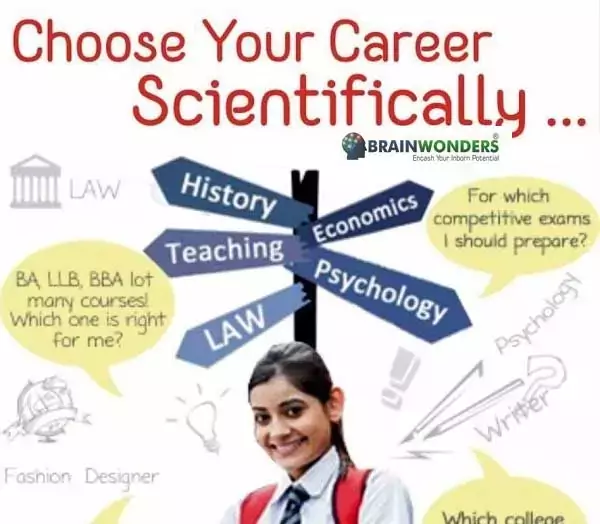 Choose Your Career
Scientifically ...
BRAINWONDERS®
Encash Your Inborn Potential
LAW
History
Economics
Teaching
Psychology
LAW
For which
competitive exams
I should prepare?
BA, LLB, BBA lot
many courses!
Which one is right
for me?
Psychology
Writer
Fashion Designer
Which college